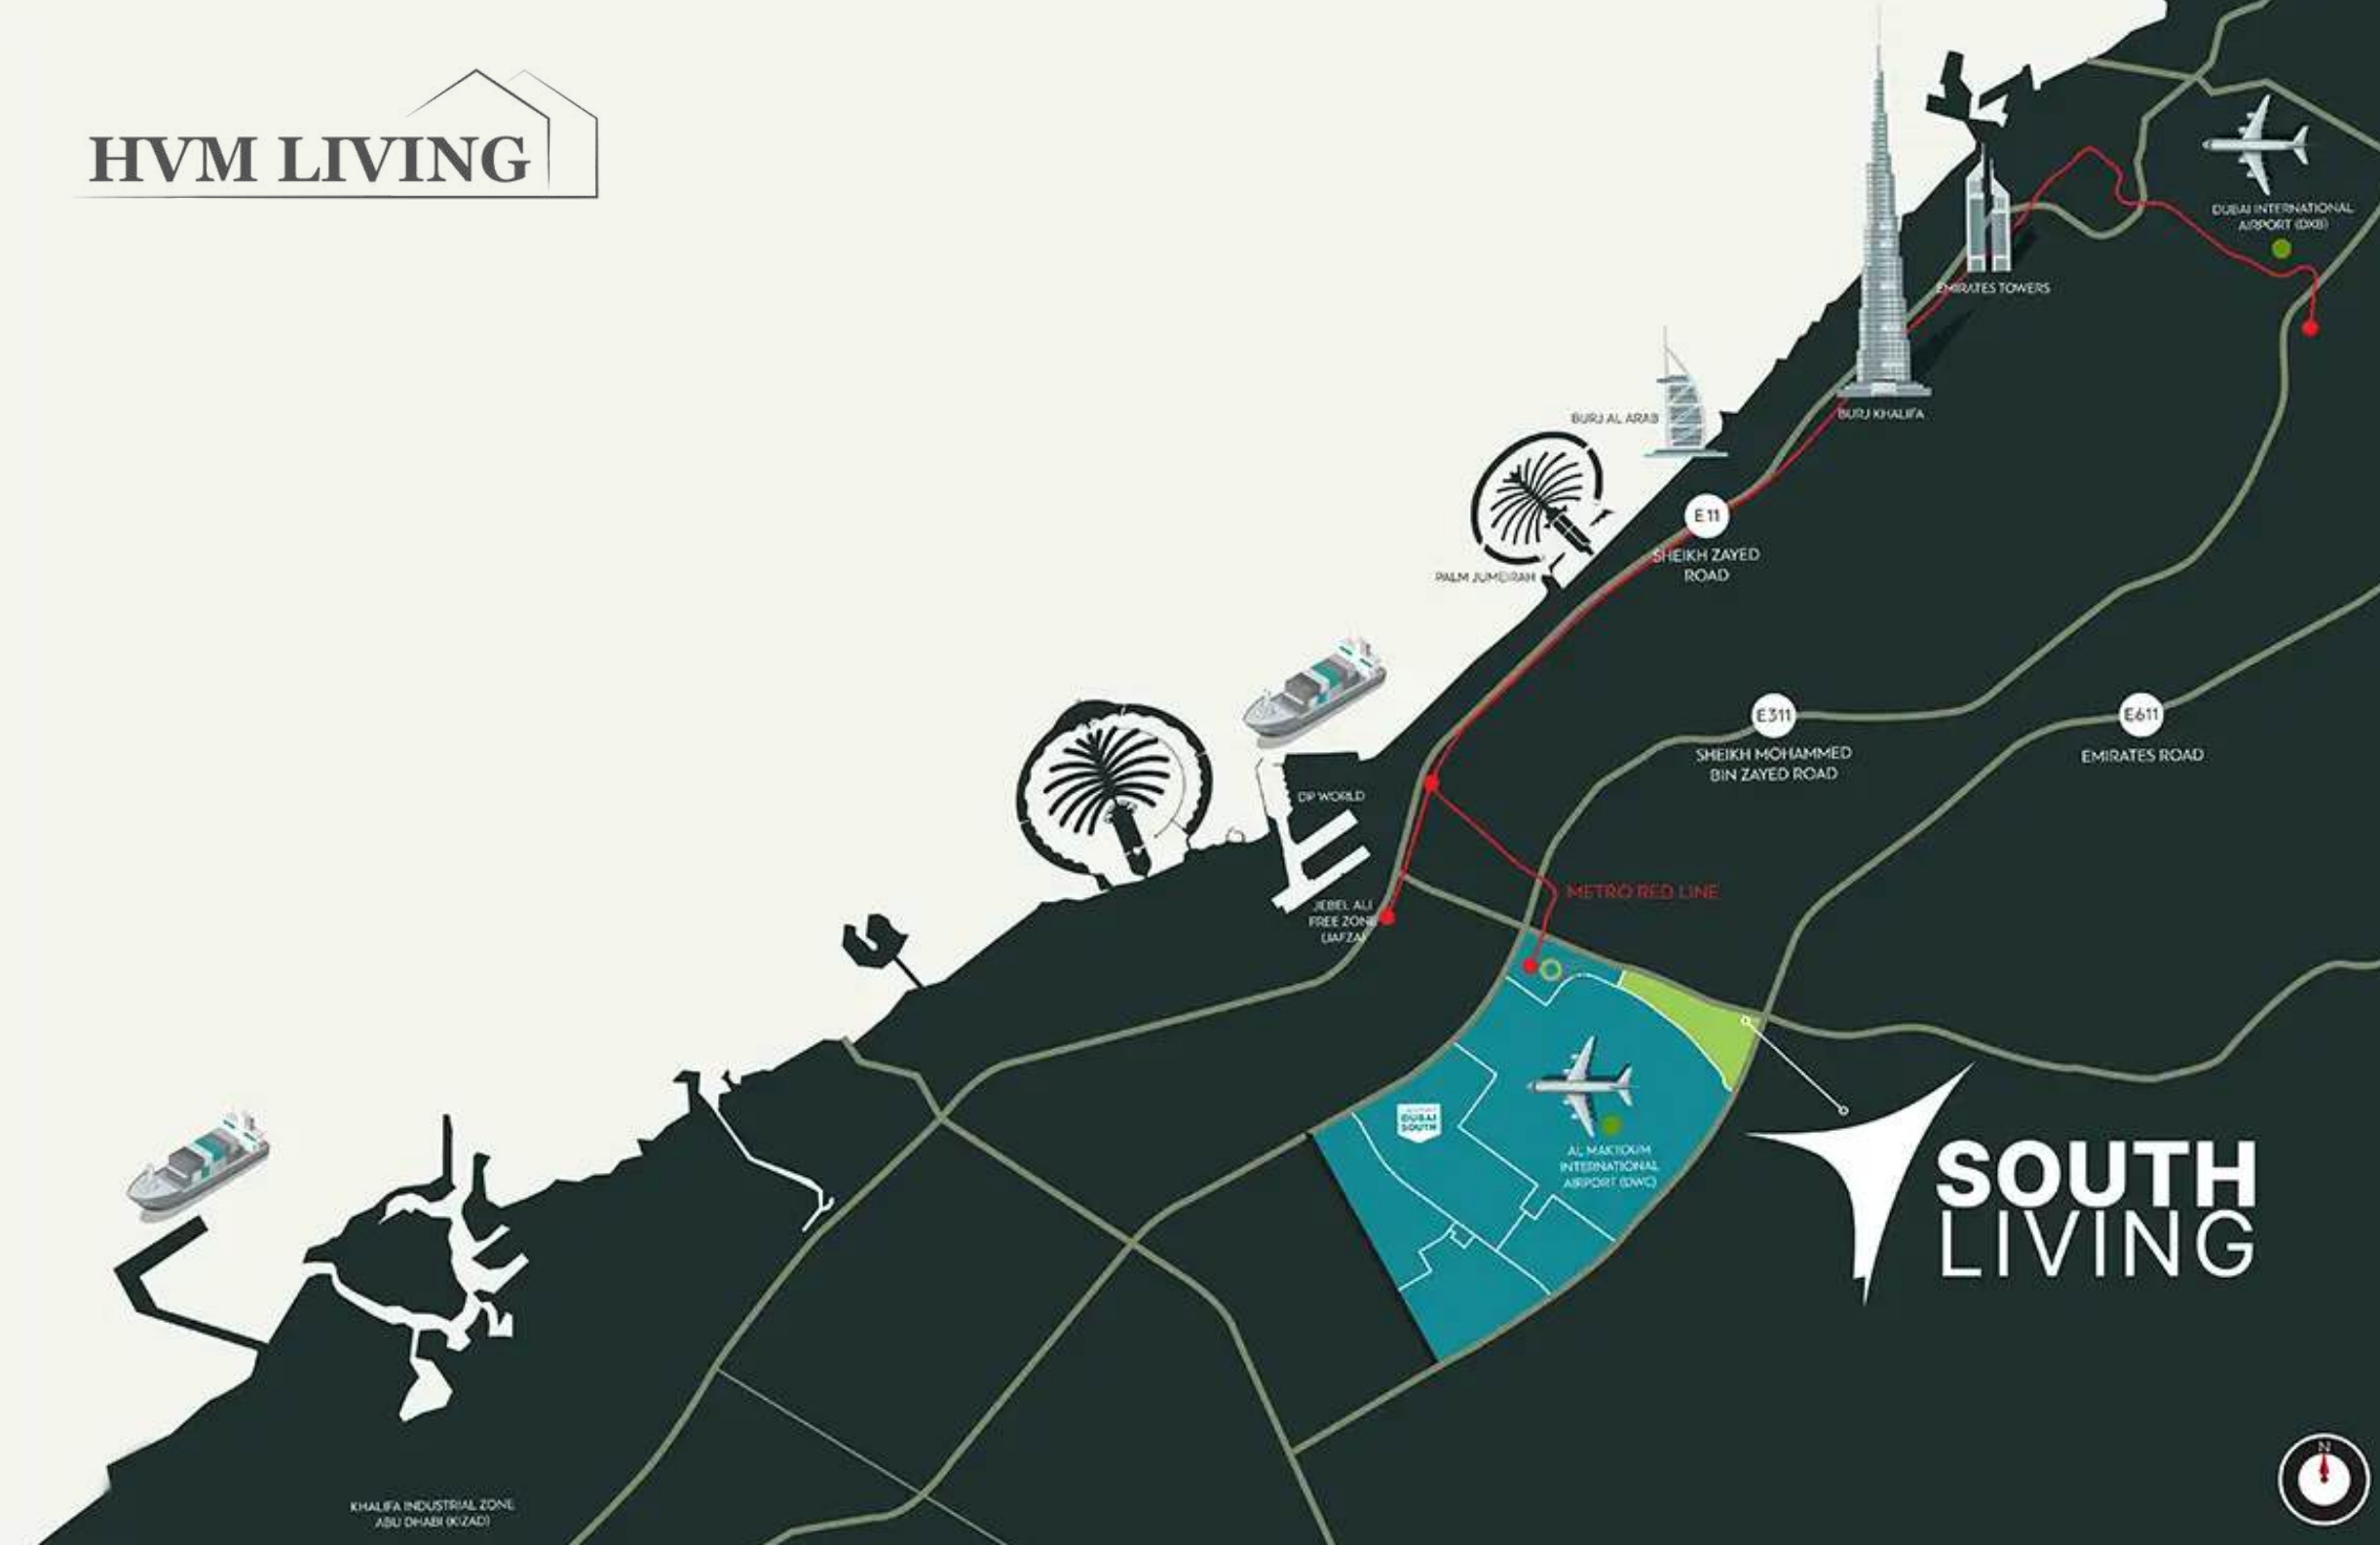 HVM LIVING
DUBAI INTERNATIONAL
AIRPORT (DXB)
EMIRATES TOWERS
BURJ KHALIFA
BURJ AL ARAB
E11
SHEIKH ZAYED
ROAD
PALM JUMEIRAH
E311
SHEIKH MOHAMMED
BIN ZAYED ROAD
E611
EMIRATES ROAD
DP WORLD
METRO RED LINE
JEBEL ALI
FREE ZONE
(JAFZA)
DUBAI
SOUTH
AL MAKTOUM
INTERNATIONAL
AIRPORT (DWC)
SOUTH
LIVING
N
KHALIFA INDUSTRIAL ZONE
ABU DHABI (KIZAD)